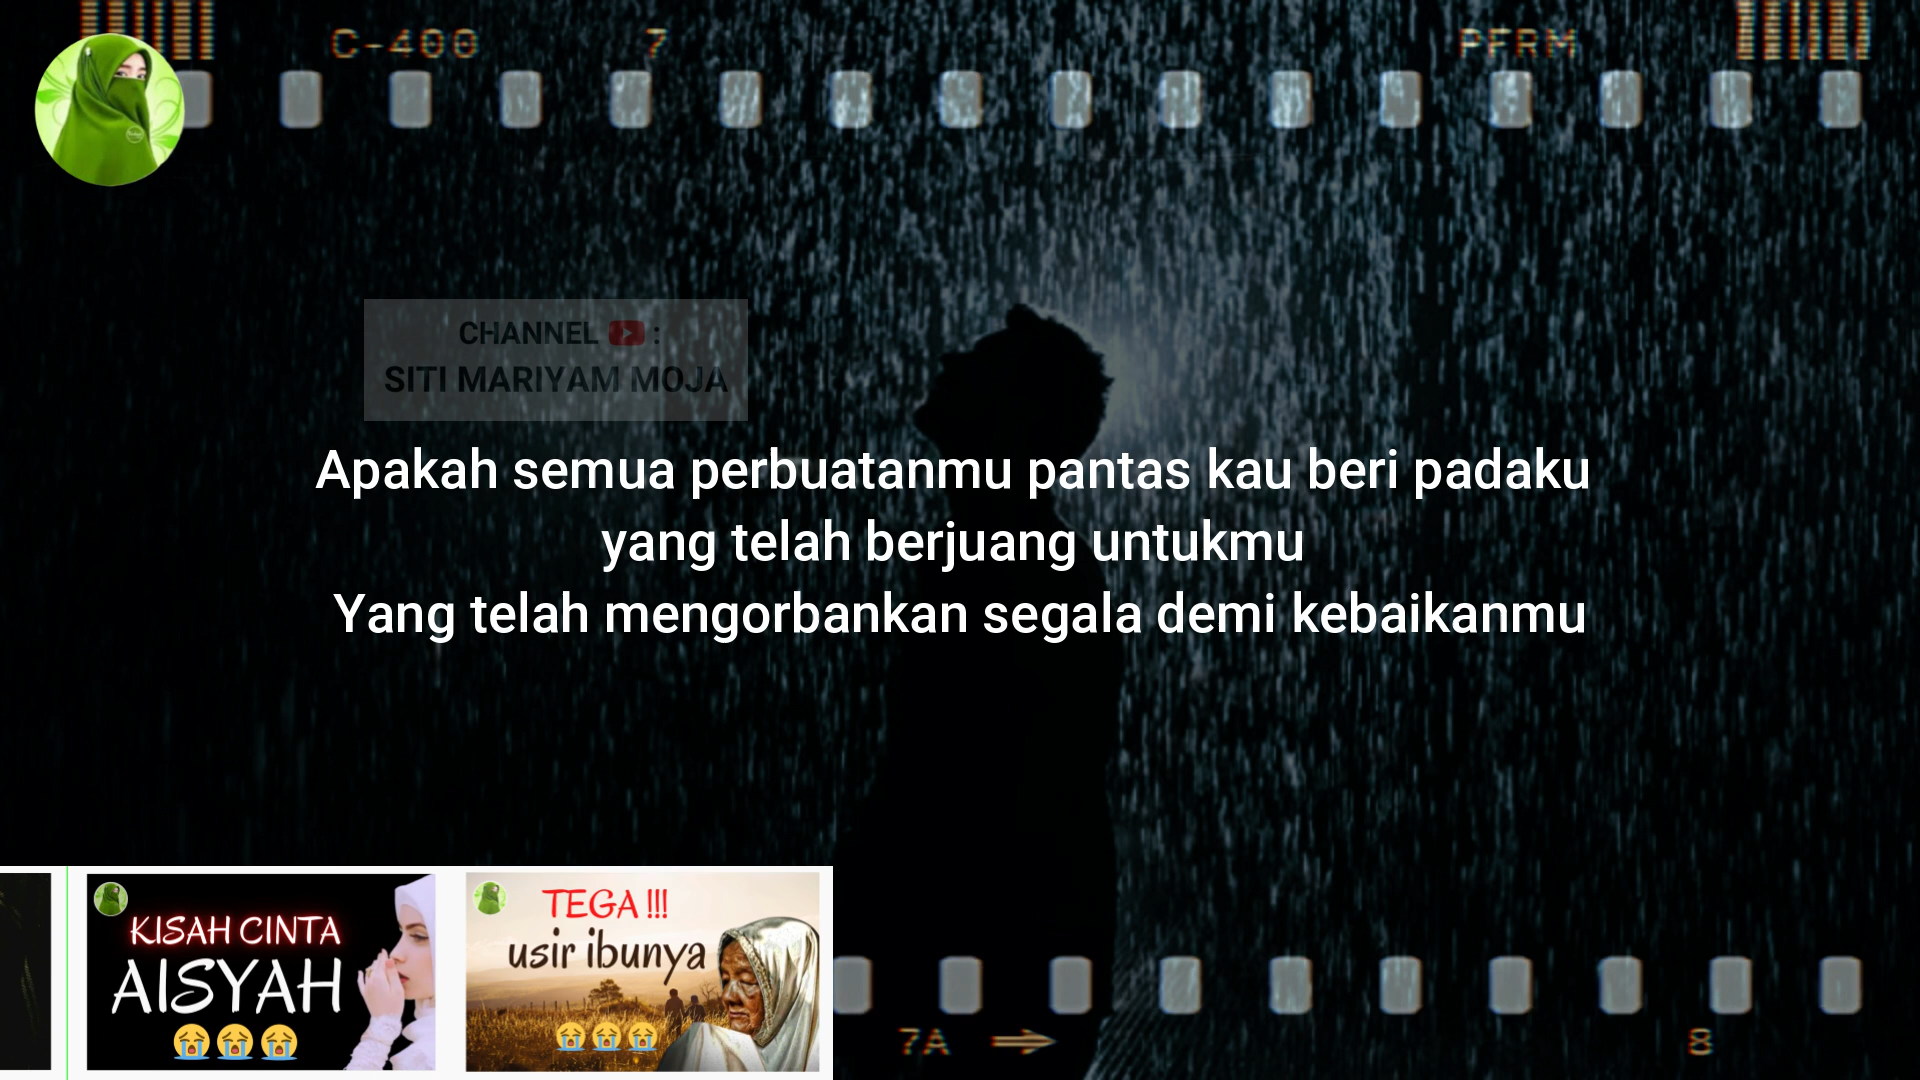 C-400 7 PFRM
CHANNEL :
SITI MARIYAM MOJA
Apakah semua perbuatanmu pantas kau beri padaku
yang telah berjuang untukmu
Yang telah mengorbankan segala demi kebaikanmu
KISAH CINTA
AISYAH
TEGA !!!
usir ibunya
7A 8